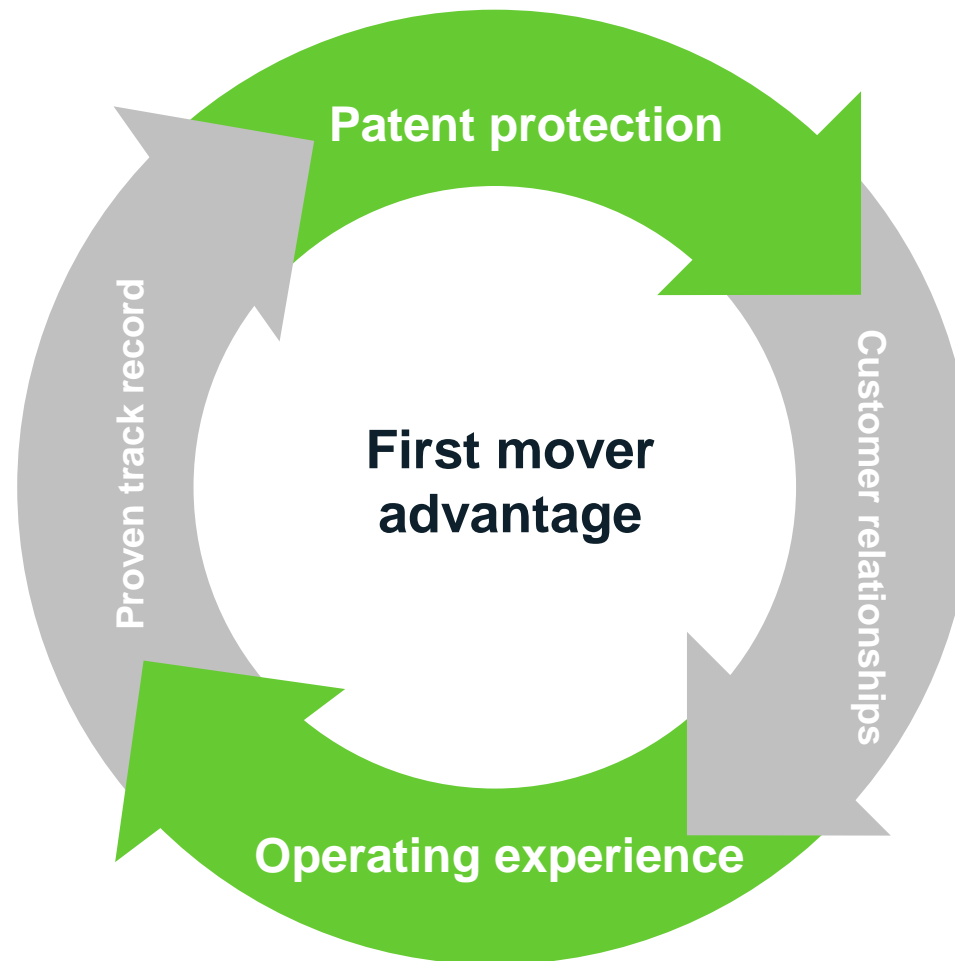 Patent protection
Customer relationships
Operating experience
Proven track record
First mover
advantage